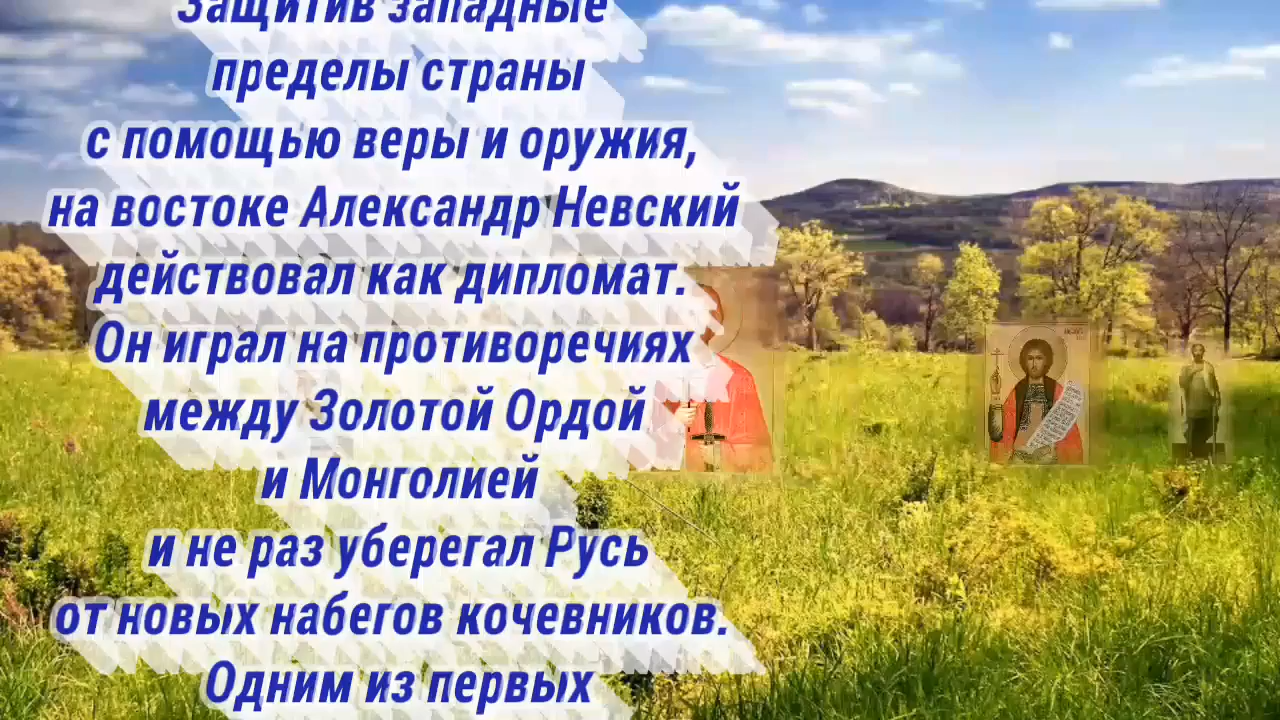 Защитив западные
пределы страны
с помощью веры и оружия,
на востоке Александр Невский
действовал как дипломат.
Он играл на противоречиях
между Золотой Ордой
и Монголией
и не раз уберегал Русь
от новых набегов кочевников.
Одним из первых